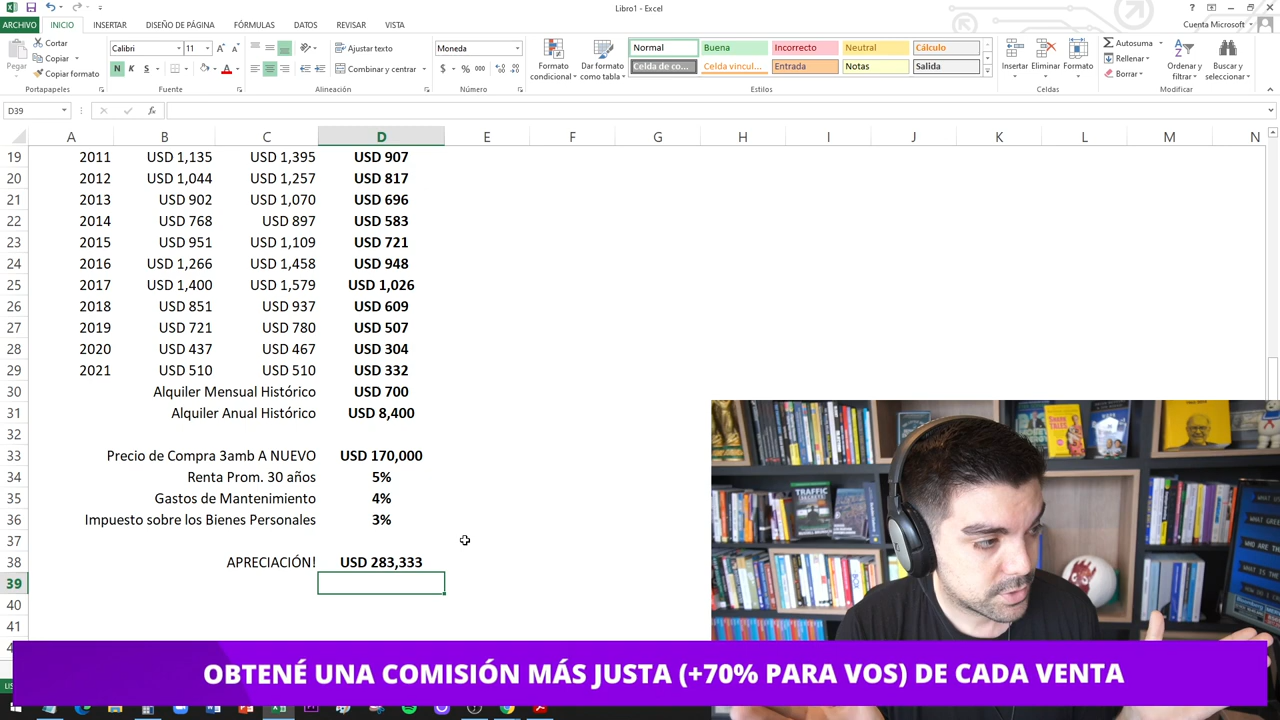 Libro1 - Excel
ARCHIVO INICIO INSERTAR DISEÑO DE PÁGINA FÓRMULAS DATOS REVISAR VISTA Cuenta Microsoft
Cortar
Copiar
Copiar formato
Pegar
Portapapeles
Calibri 11
N K S
Fuente
Ajustar texto
Combinar y centrar
Alineación
Moneda
$ % 000
Número
Formato condicional
Dar formato como tabla
Normal Buena Incorrecto Neutral Cálculo
Celda de co... Celda vincul... Entrada Notas Salida
Estilos
Insertar Eliminar Formato
Celdas
Autosuma
Rellenar
Borrar
Ordenar y filtrar
Buscar y seleccionar
Modificar
D39
A B C D E F G H I J K L M N
19 2011 USD 1,135 USD 1,395 USD 907
20 2012 USD 1,044 USD 1,257 USD 817
21 2013 USD 902 USD 1,070 USD 696
22 2014 USD 768 USD 897 USD 583
23 2015 USD 951 USD 1,109 USD 721
24 2016 USD 1,266 USD 1,458 USD 948
25 2017 USD 1,400 USD 1,579 USD 1,026
26 2018 USD 851 USD 937 USD 609
27 2019 USD 721 USD 780 USD 507
28 2020 USD 437 USD 467 USD 304
29 2021 USD 510 USD 510 USD 332
30 Alquiler Mensual Histórico USD 700
31 Alquiler Anual Histórico USD 8,400
32
33 Precio de Compra 3amb A NUEVO USD 170,000
34 Renta Prom. 30 años 5%
35 Gastos de Mantenimiento 4%
36 Impuesto sobre los Bienes Personales 3%
37
38 APRECIACIÓN! USD 283,333
39
40
41
TRAFFIC SECRETS
OBTENÉ UNA COMISIÓN MÁS JUSTA (+70% PARA VOS) DE CADA VENTA